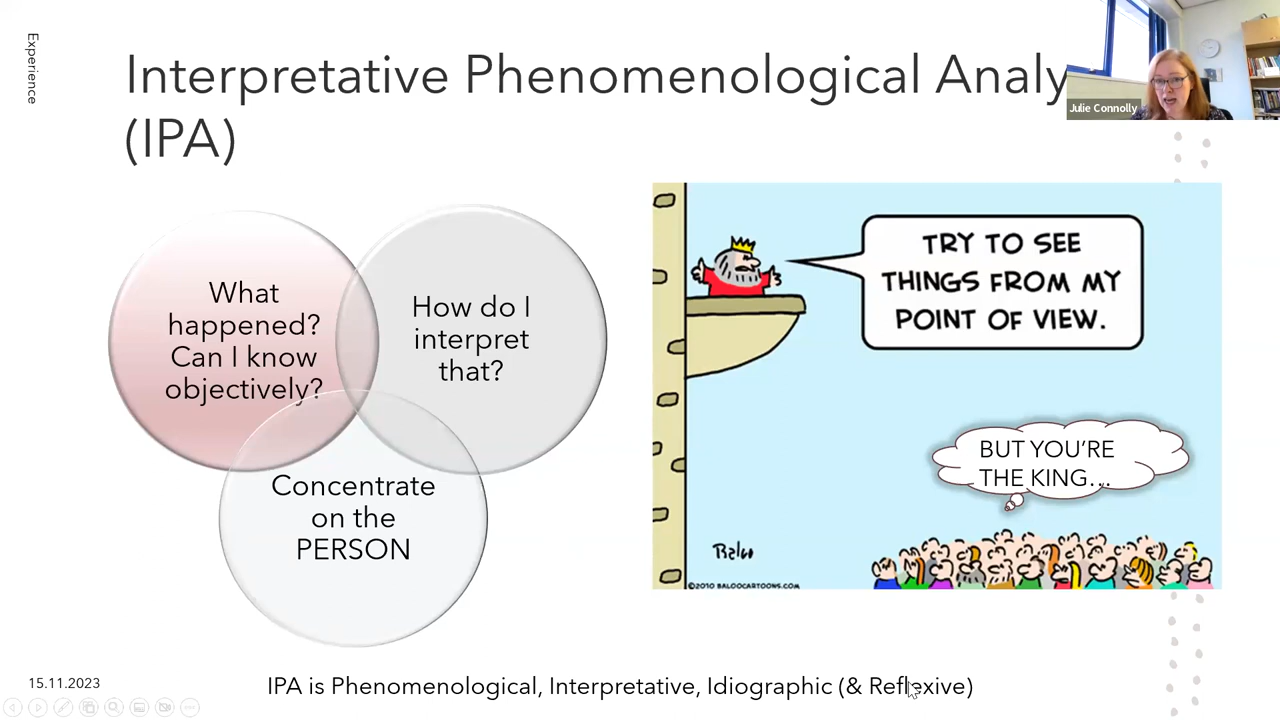 Experience
Interpretative Phenomenological Analy
(IPA)
Julie Connolly
What
happened?
Can I know
objectively?
How do I
interpret
that?
Concentrate
on the
PERSON
TRY TO SEE
THINGS FROM MY
POINT OF VIEW.
BUT YOU’RE
THE KING…
Baloo
©2010 BALOOCARTOONS.COM
15.11.2023
IPA is Phenomenological, Interpretative, Idiographic (& Reflexive)